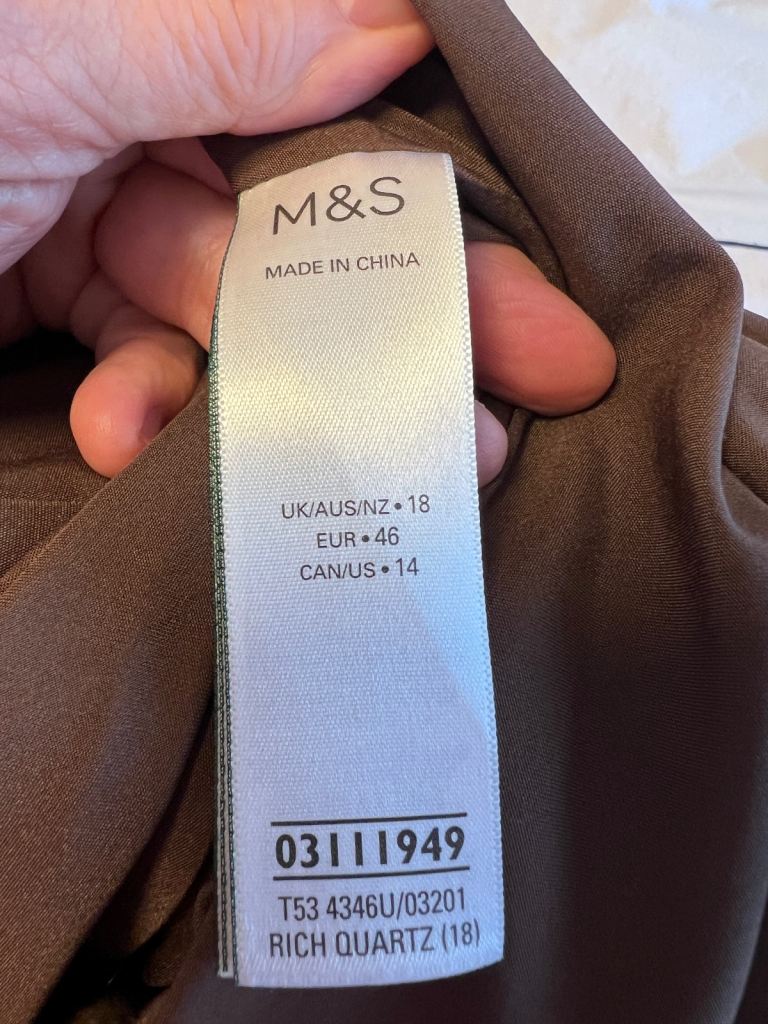 M&S
MADE IN CHINA
UK/AUS/NZ • 18
EUR • 46
CAN/US • 14
03111949
T53 4346U/03201
RICH QUARTZ (18)